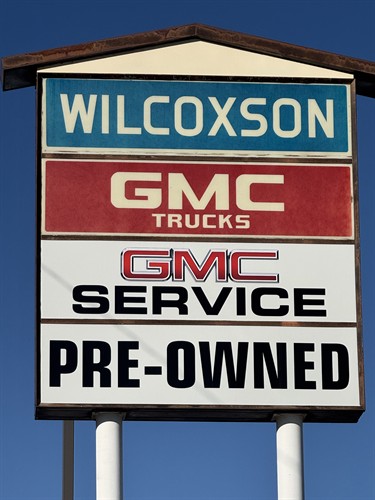 WILCOXSON
GMC
TRUCKS
GMC
SERVICE
PRE-OWNED